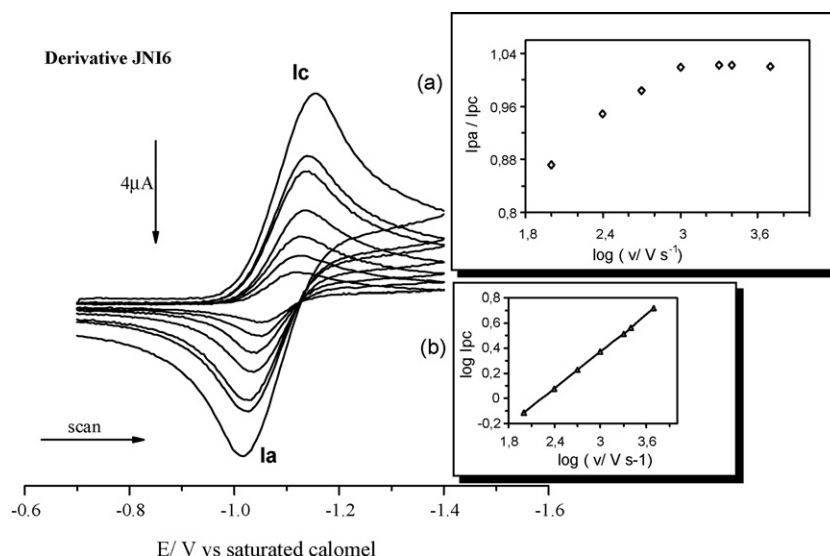 Derivative JNI6
Ic
4µA
scan
Ia
-0.6 -0.8 -1.0 -1.2 -1.4 -1.6
E/ V vs saturated calomel
(a)
Ipa / Ipc
1,04
0,96
0,88
0,8
1,8 2,4 3 3,6
log ( v/ V s⁻¹)
(b)
log Ipc
0,8
0,6
0,4
0,2
0
-0,2
1,8 2,4 3 3,6
log ( v/ V s-1)